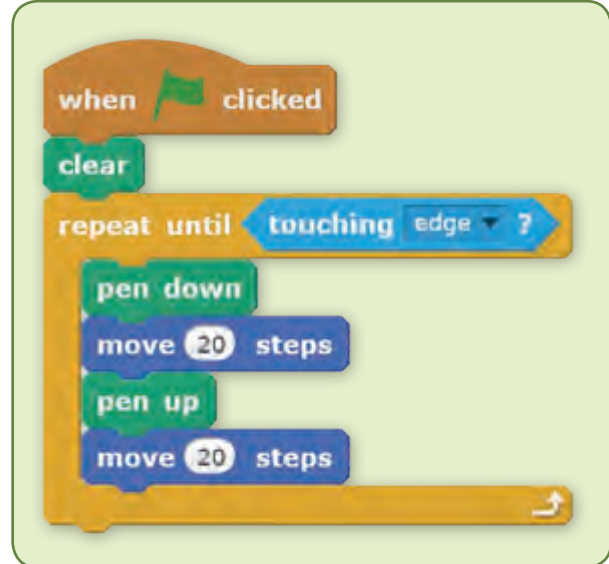 when clicked
clear
repeat until touching edge ?
pen down
move 20 steps
pen up
move 20 steps